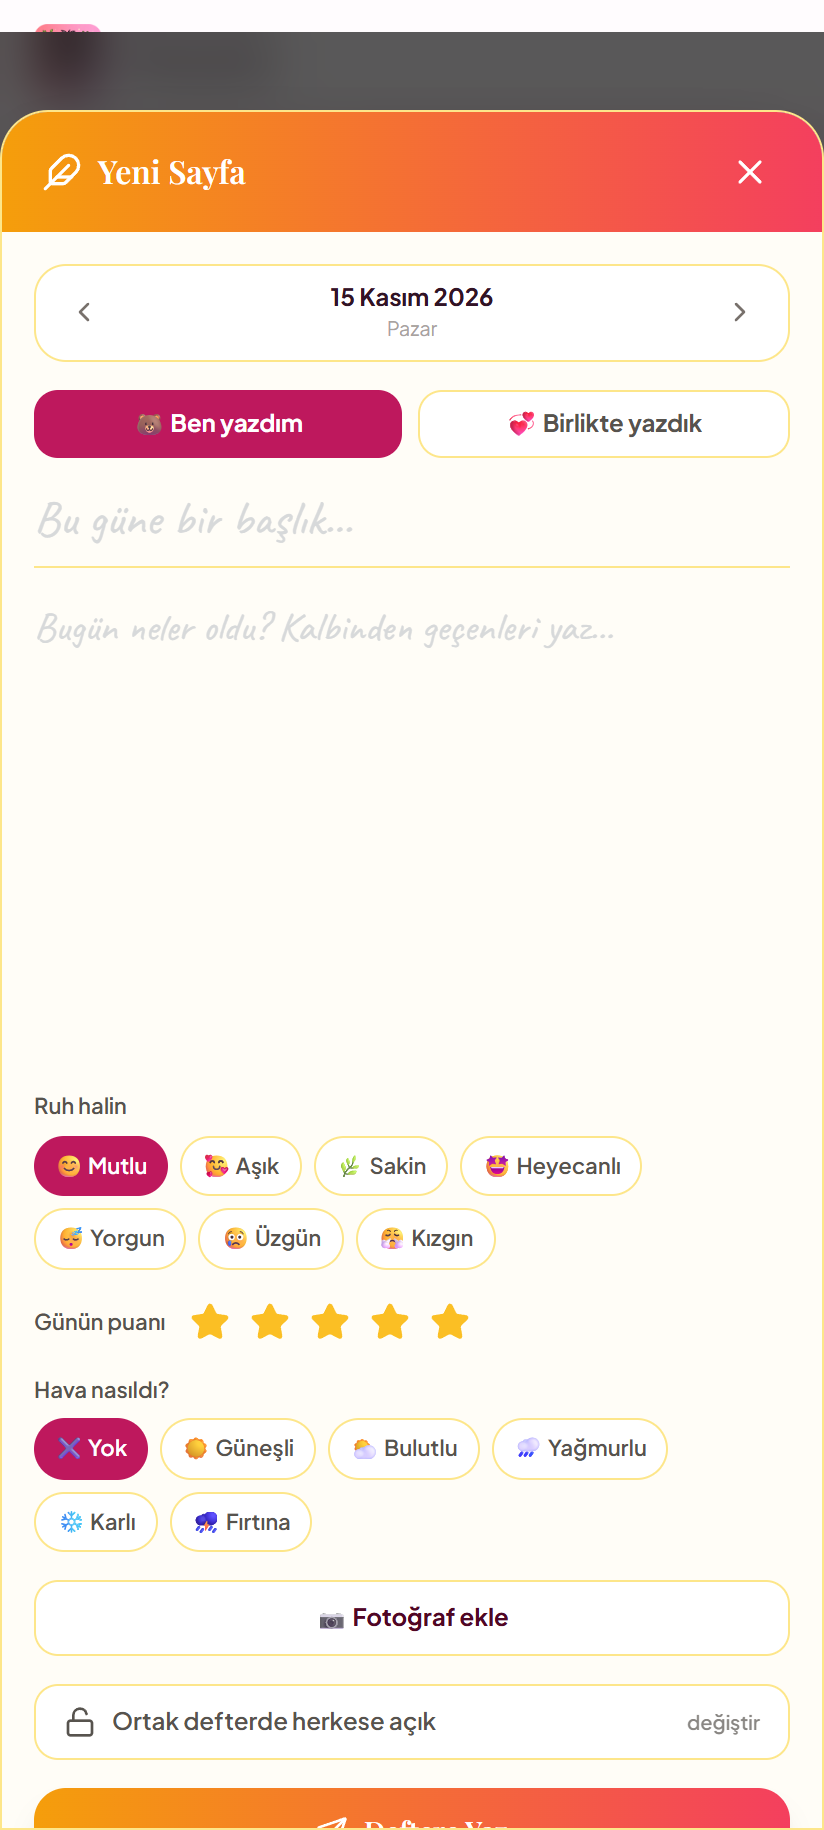 Yeni Sayfa
15 Kasım 2026
Pazar
Ben yazdım
Birlikte yazdık
Bu güne bir başlık...
Bugün neler oldu? Kalbinden geçenleri yaz...
Ruh halin
Mutlu
Aşık
Sakin
Heyecanlı
Yorgun
Üzgün
Kızgın
Günün puanı
Hava nasıldı?
Yok
Güneşli
Bulutlu
Yağmurlu
Karlı
Fırtına
Fotoğraf ekle
Ortak defterde herkese açık
değiştir